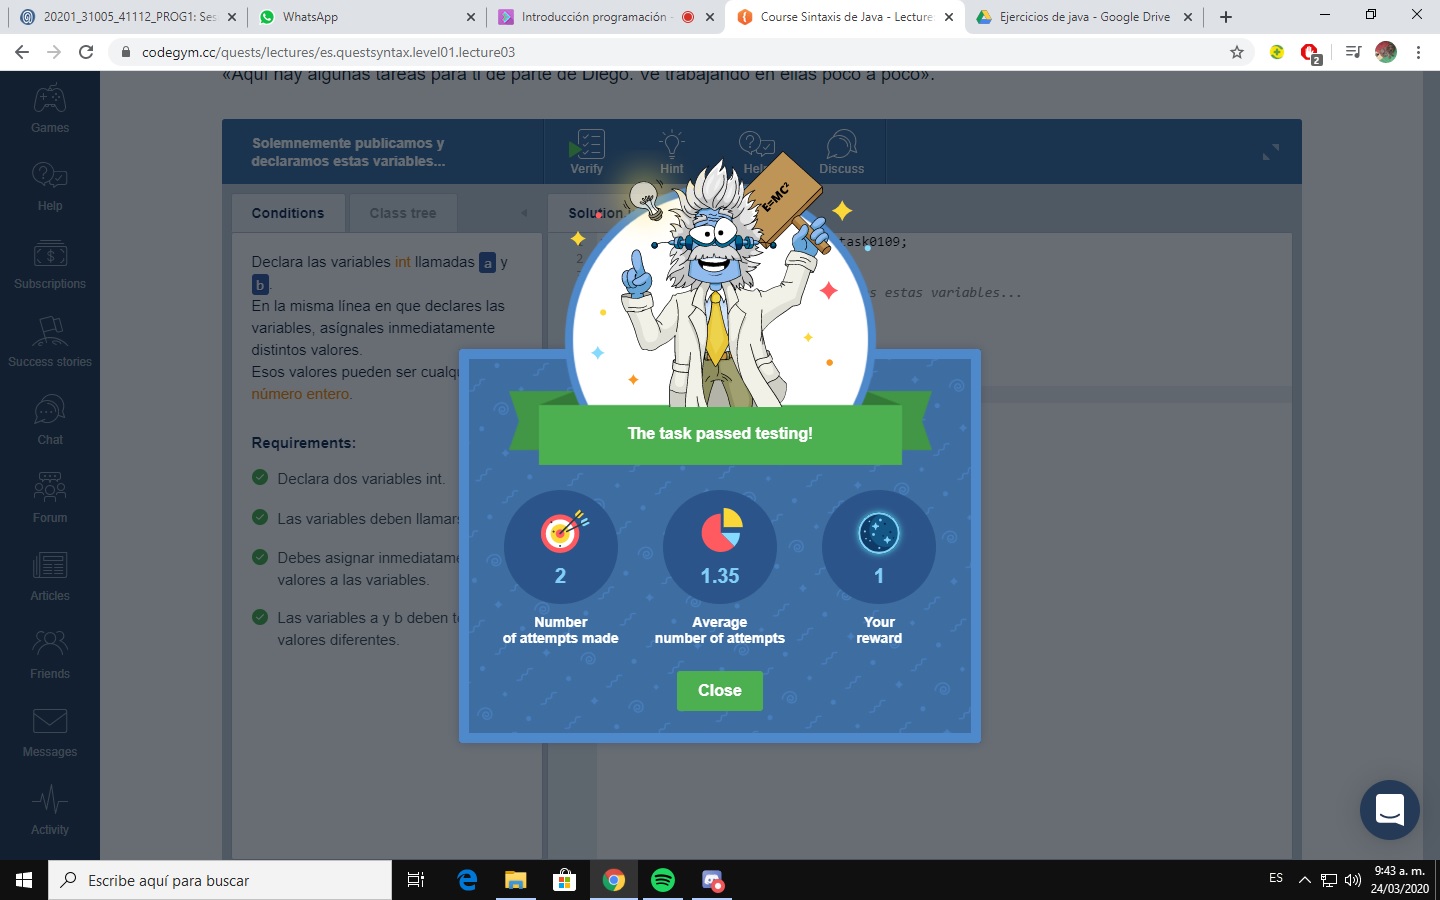 20201_31005_41112_PROG1: Ses
WhatsApp
Introducción programación -
Course Sintaxis de Java - Lecture
Ejercicios de java - Google Drive
codegym.cc/quests/lectures/es.questsyntax.level01.lecture03
2
«Aquí hay algunas tareas para ti de parte de Diego. Ve trabajando en ellas poco a poco».
Games
Help
Subscriptions
Success stories
Chat
Forum
Articles
Friends
Messages
Activity
Solemnemente publicamos y
declaramos estas variables...
Verify
Hint
Help
Discuss
Conditions
Class tree
Solution
Declara las variables int llamadas a y
b.
En la misma línea en que declares las
variables, asígnales inmediatamente
distintos valores.
Esos valores pueden ser
número entero.
Requirements:
Declara dos variables int.
Las variables deben
Debes asignar
valores a las variables.
Las variables a y b deben
valores diferentes.
2
task0109;
estas variables...
E=MC²
The task passed testing!
2
Number
of attempts made
1.35
Average
number of attempts
1
Your
reward
Close
Escribe aquí para buscar
ES
9:43 a. m.
24/03/2020